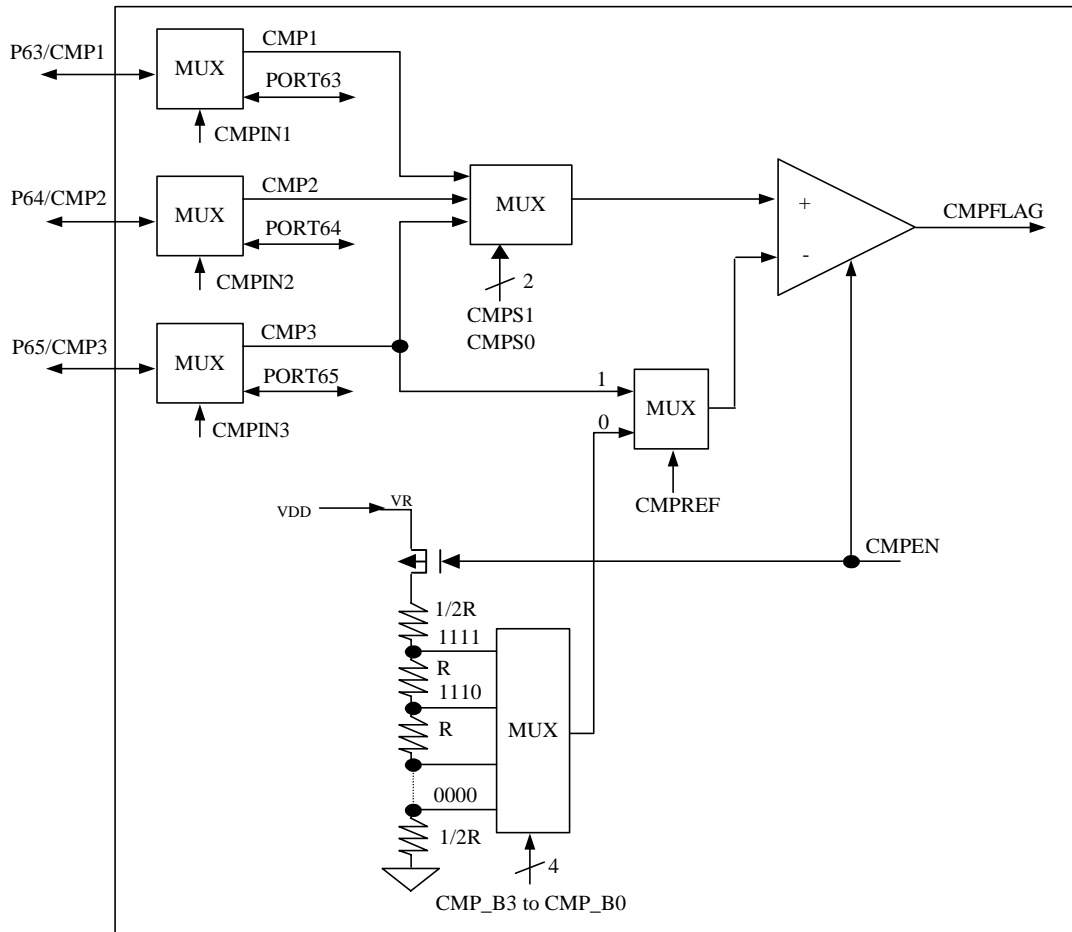 CMP1
P63/CMP1
MUX
PORT63
CMPIN1
CMP2
P64/CMP2
MUX
PORT64
CMPIN2
CMP3
P65/CMP3
MUX
PORT65
CMPIN3
MUX
2
CMPS1
CMPS0
+
-
CMPFLAG
1
0
MUX
CMPREF
VDD
VR
CMPEN
1/2R
1111
R
1110
R
MUX
0000
1/2R
4
CMP_B3 to CMP_B0